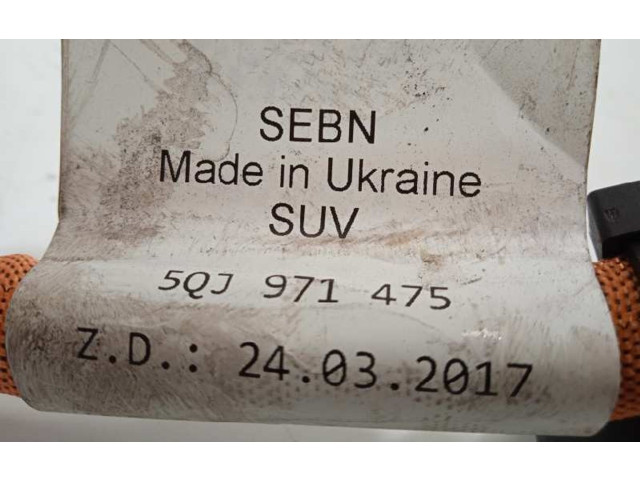 SEBN
Made in Ukraine
SUV
5QJ 971 475
Z.D.: 24.03.2017